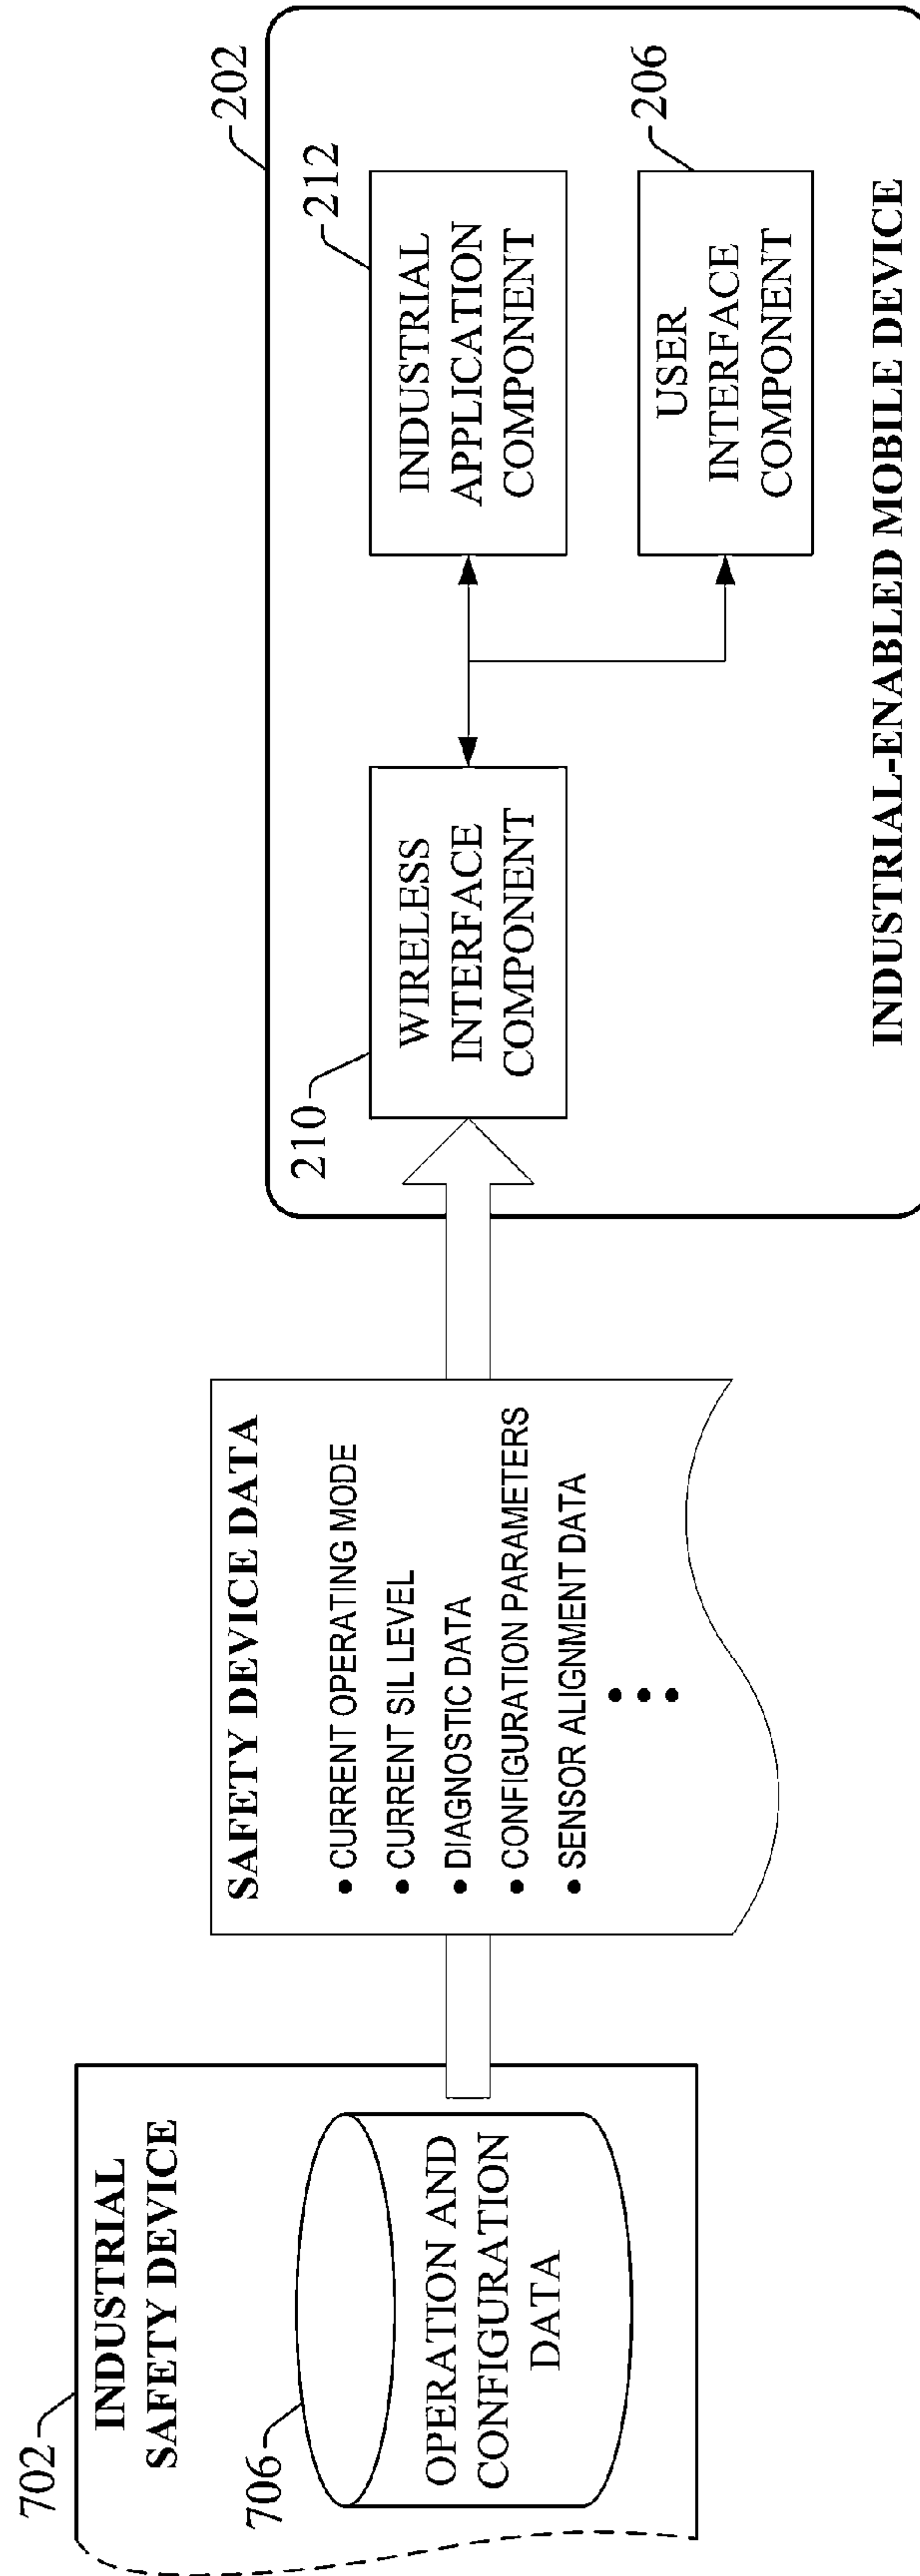 702
INDUSTRIAL
SAFETY DEVICE
706
OPERATION AND
CONFIGURATION
DATA
SAFETY DEVICE DATA
• CURRENT OPERATING MODE
• CURRENT SIL LEVEL
• DIAGNOSTIC DATA
• CONFIGURATION PARAMETERS
• SENSOR ALIGNMENT DATA
202
210
WIRELESS
INTERFACE
COMPONENT
212
INDUSTRIAL
APPLICATION
COMPONENT
206
USER
INTERFACE
COMPONENT
INDUSTRIAL-ENABLED MOBILE DEVICE